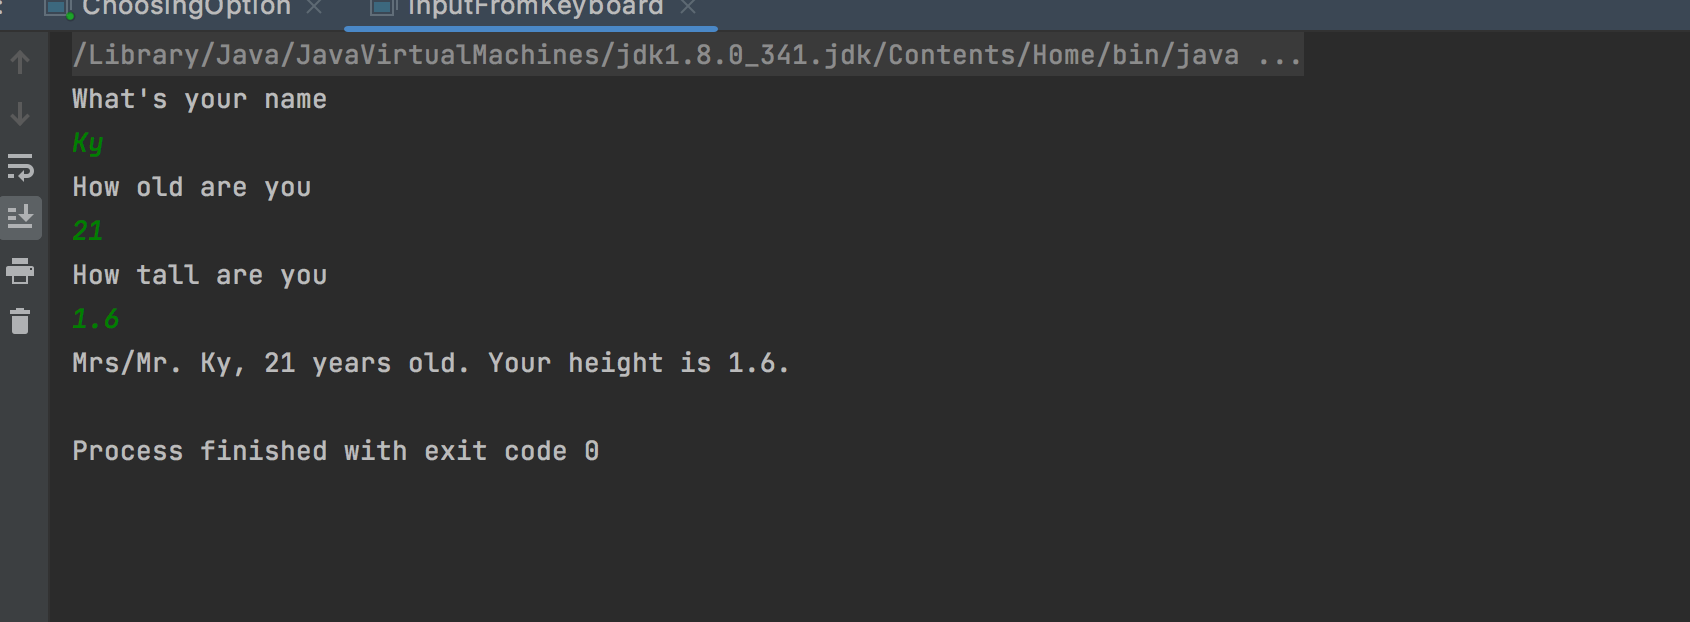 ChoosingOption
InputFromKeyboard
/Library/Java/JavaVirtualMachines/jdk1.8.0_341.jdk/Contents/Home/bin/java ...
What's your name
Ky
How old are you
21
How tall are you
1.6
Mrs/Mr. Ky, 21 years old. Your height is 1.6.
Process finished with exit code 0